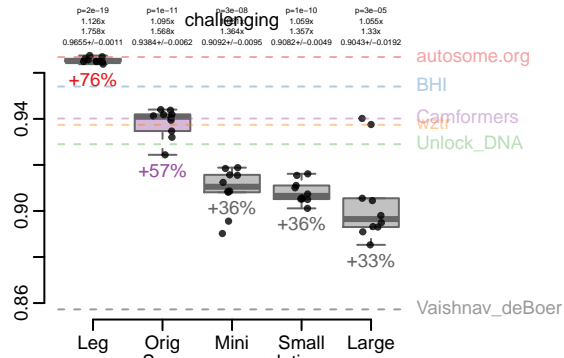 challenging
p=2e-19 p=1e-11 p=3e-08 p=1e-10 p=3e-05
1.126x 1.095x 1.059x 1.055x
1.758x 1.568x 1.364x 1.357x 1.33x
0.9655+/-0.0011 0.9384+/-0.0062 0.9092+/-0.0095 0.9082+/-0.0049 0.9043+/-0.0192
autosome.org
+76%
BHI
0.94
Camformers
wztr
Unlock_DNA
+57%
+36%
0.90
+36%
+33%
0.86
Vaishnav_deBoer
Leg Orig Mini Small Large